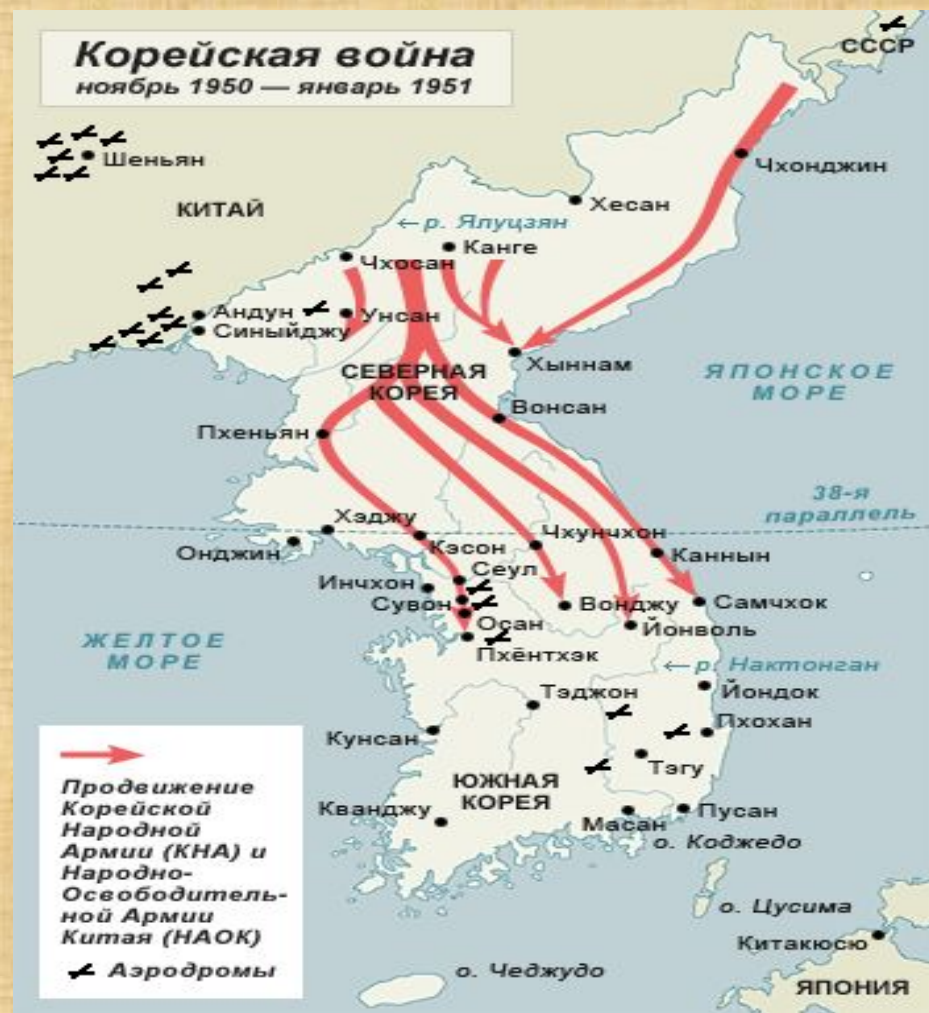 Корейская война
ноябрь 1950 — январь 1951
СССР
Шеньян
Чхонджин
КИТАЙ
Хесан
← р. Ялуцзян
Канге
Чхосан
Андун
Унсан
Синыйджу
Хыннам
СЕВЕРНАЯ
КОРЕЯ
ЯПОНСКОЕ
МОРЕ
Вонсан
Пхеньян
38-я
параллель
Хэджу
Чхунчхон
Онджин
Кэсон
Каннын
Сеул
Инчхон
Сувон
Вонджу
Самчхок
Осан
Йонволь
ЖЕЛТОЕ
МОРЕ
Пхёнтхэк
← р. Нактонган
Тэджон
Йондок
Пхохан
Кунсан
Тэгу
ЮЖНАЯ
КОРЕЯ
Кванджу
Масан
Пусан
о. Коджедо
Продвижение
Корейской
Народной
Армии (КНА) и
Народно-
Освободитель-
ной Армии
Китая (НАОК)
Аэродромы
о. Цусима
Китакюсю
о. Чеджудо
ЯПОНИЯ